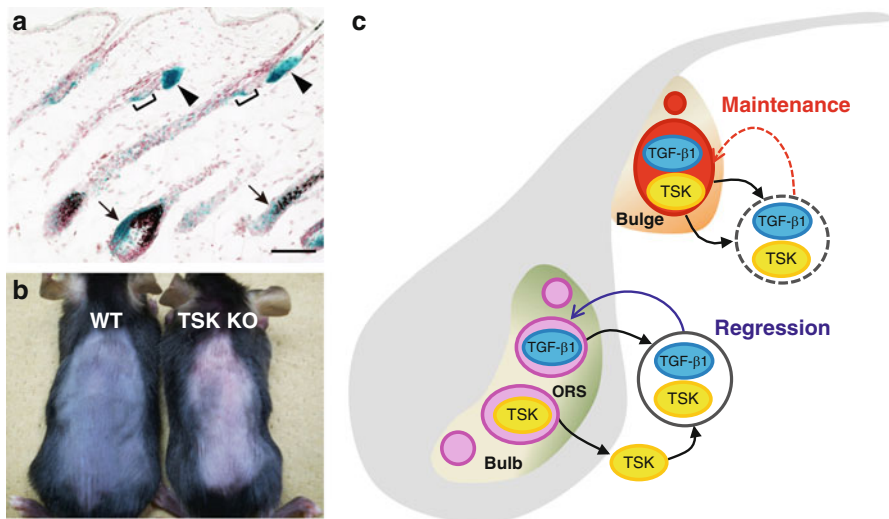 a
b
WT TSK KO
c
Maintenance
TGF-β1
TSK
Bulge
TGF-β1
TSK
Regression
TGF-β1
ORS
TGF-β1
TSK
TSK
Bulb
TSK